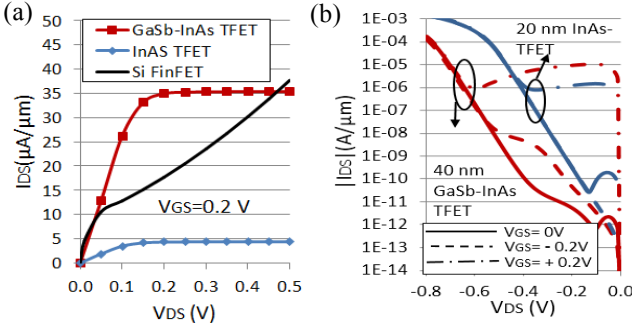 (a)
GaSb-InAs TFET
InAS TFET
Si FinFET
IDS(µA/µm)
40
35
30
25
20
15
10
5
0
VGS=0.2 V
0.0 0.1 0.2 0.3 0.4 0.5
VDS (V)
(b)
|IDS|(A/µm)
1E-03
1E-04
1E-05
1E-06
1E-07
1E-08
1E-09
1E-10
1E-11
1E-12
1E-13
1E-14
20 nm InAs-
TFET
40 nm
GaSb-InAs
TFET
VGS= 0V
VGS= - 0.2V
VGS= + 0.2V
-0.8 -0.6 -0.4 -0.2 0.0
VDS (V)